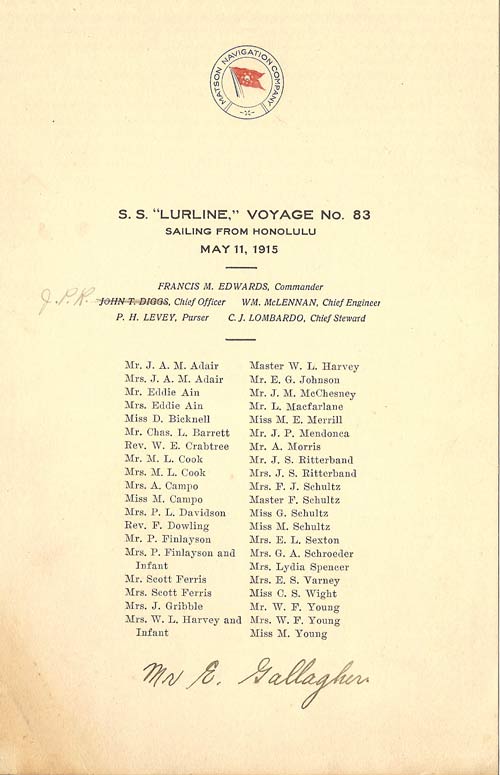 MATSON NAVIGATION COMPANY
S. S. "LURLINE," VOYAGE No. 83
SAILING FROM HONOLULU
MAY 11, 1915
FRANCIS M. EDWARDS, Commander
J.P.R. JOHN T. DIGGS, Chief Officer WM. McLENNAN, Chief Engineer
P. H. LEVEY, Purser C. J. LOMBARDO, Chief Steward
Mr. J. A. M. Adair
Mrs. J. A. M. Adair
Mr. Eddie Ain
Mrs. Eddie Ain
Miss D. Bicknell
Mr. Chas. L. Barrett
Rev. W. E. Crabtree
Mr. M. L. Cook
Mrs. M. L. Cook
Mrs. A. Campo
Miss M. Campo
Mrs. P. L. Davidson
Rev. F. Dowling
Mr. P. Finlayson
Mrs. P. Finlayson and
Infant
Mr. Scott Ferris
Mrs. Scott Ferris
Mrs. J. Gribble
Mrs. W. L. Harvey and
Infant
Master W. L. Harvey
Mr. E. G. Johnson
Mr. J. M. McChesney
Mr. L. Macfarlane
Miss M. E. Merrill
Mr. J. P. Mendonca
Mr. A. Morris
Mr. J. S. Ritterband
Mrs. J. S. Ritterband
Mrs. F. J. Schultz
Master F. Schultz
Miss G. Schultz
Miss M. Schultz
Mrs. E. L. Sexton
Mrs. G. A. Schroeder
Mrs. Lydia Spencer
Mrs. E. S. Varney
Miss C. S. Wight
Mr. W. F. Young
Mrs. W. F. Young
Miss M. Young
Mr E. Gallagher